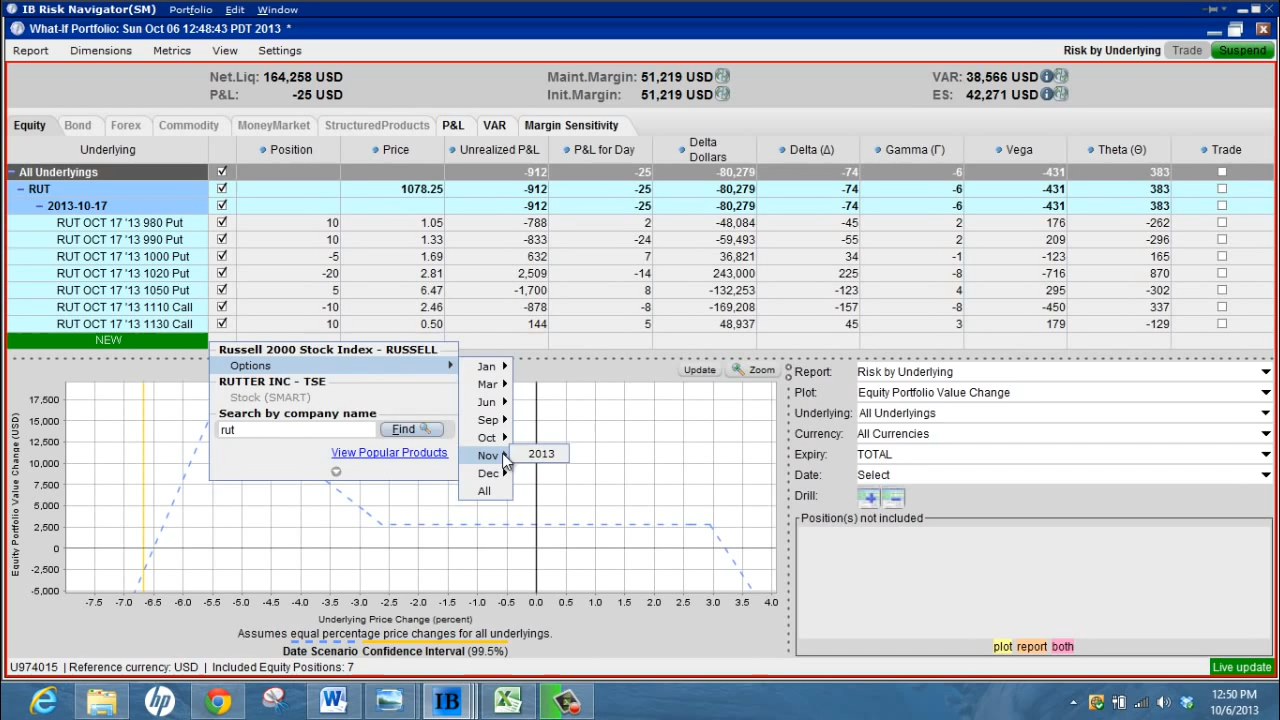 IB Risk Navigator(SM) Portfolio Edit Window
What-If Portfolio: Sun Oct 06 12:48:43 PDT 2013 *
Report Dimensions Metrics View Settings Risk by Underlying Trade Suspend
Net.Liq: 164,258 USD Maint.Margin: 51,219 USD VAR: 38,566 USD
P&L: -25 USD Init.Margin: 51,219 USD ES: 42,271 USD
Equity Bond Forex Commodity MoneyMarket StructuredProducts P&L VAR Margin Sensitivity
Underlying Position Price Unrealized P&L P&L for Day Delta Dollars Delta (Δ) Gamma (Γ) Vega Theta (Θ) Trade
All Underlyings -912 -25 -80,279 -74 -6 -431 383
RUT 1078.25 -912 -25 -80,279 -74 -6 -431 383
2013-10-17 -912 -25 -80,279 -74 -6 -431 383
RUT OCT 17 '13 980 Put 10 1.05 -788 2 -48,084 -45 2 176 -262
RUT OCT 17 '13 990 Put 10 1.33 -833 -24 -59,493 -55 2 209 -296
RUT OCT 17 '13 1000 Put -5 1.69 632 7 36,821 34 -1 -123 165
RUT OCT 17 '13 1020 Put -20 2.81 2,509 -14 243,000 225 -8 -716 870
RUT OCT 17 '13 1050 Put 5 6.47 -1,700 8 -132,253 -123 4 295 -302
RUT OCT 17 '13 1110 Call -10 2.46 -878 -8 -169,208 -157 -8 -450 337
RUT OCT 17 '13 1130 Call 10 0.50 144 5 48,937 45 3 179 -129
NEW
Russell 2000 Stock Index - RUSSELL
Options
RUTTER INC - TSE
Stock (SMART)
Search by company name
rut Find
View Popular Products
Jan
Mar
Jun
Sep
Oct
Nov 2013
Dec
All
Update Zoom
Equity Portfolio Value Change (USD)
17,500
15,000
12,500
10,000
7,500
5,000
2,500
0
-2,500
-5,000
-7.5 -7.0 -6.5 -6.0 -5.5 -5.0 -4.5 -4.0 -3.5 -3.0 -2.5 -2.0 -1.5 -1.0 -0.5 0.0 0.5 1.0 1.5 2.0 2.5 3.0 3.5 4.0
Underlying Price Change (percent)
Assumes equal percentage price changes for all underlyings.
Date Scenario Confidence Interval (99.5%)
Report: Risk by Underlying
Plot: Equity Portfolio Value Change
Underlying: All Underlyings
Currency: All Currencies
Expiry: TOTAL
Date: Select
Drill:
Position(s) not included
plot report both
U974015 | Reference currency: USD | Included Equity Positions: 7 Live update
hp W IB X
12:50 PM
10/6/2013